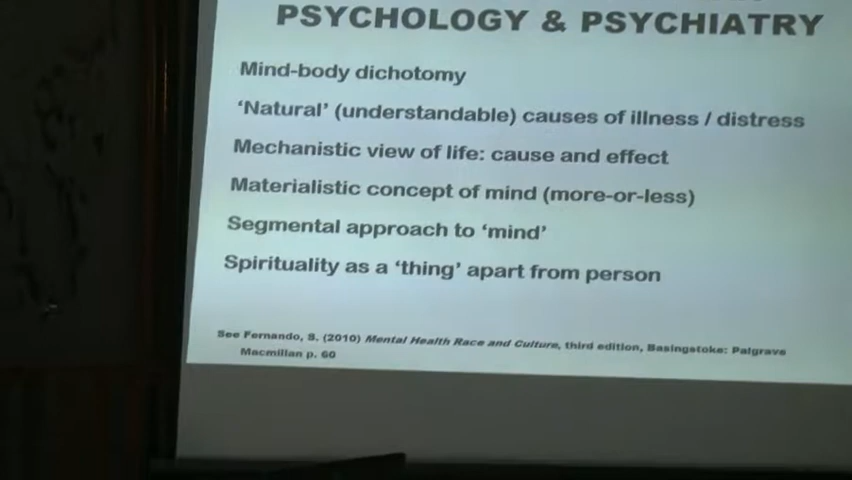 PSYCHOLOGY & PSYCHIATRY
Mind-body dichotomy
‘Natural’ (understandable) causes of illness / distress
Mechanistic view of life: cause and effect
Materialistic concept of mind (more-or-less)
Segmental approach to ‘mind’
Spirituality as a ‘thing’ apart from person
See Fernando, S. (2010) Mental Health Race and Culture, third edition, Basingstoke: Palgrave
Macmillan p. 60